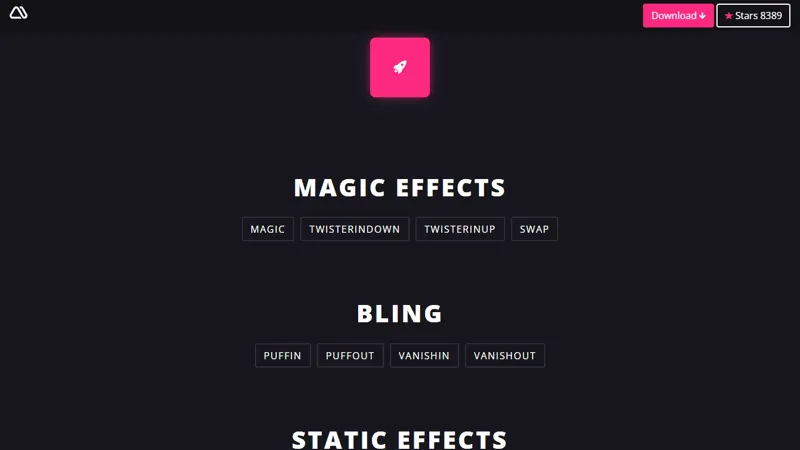 Download ↓
★ Stars 8389
MAGIC EFFECTS
MAGIC TWISTERINDOWN TWISTERINUP SWAP
BLING
PUFFIN PUFFOUT VANISHIN VANISHOUT
STATIC EFFECTS